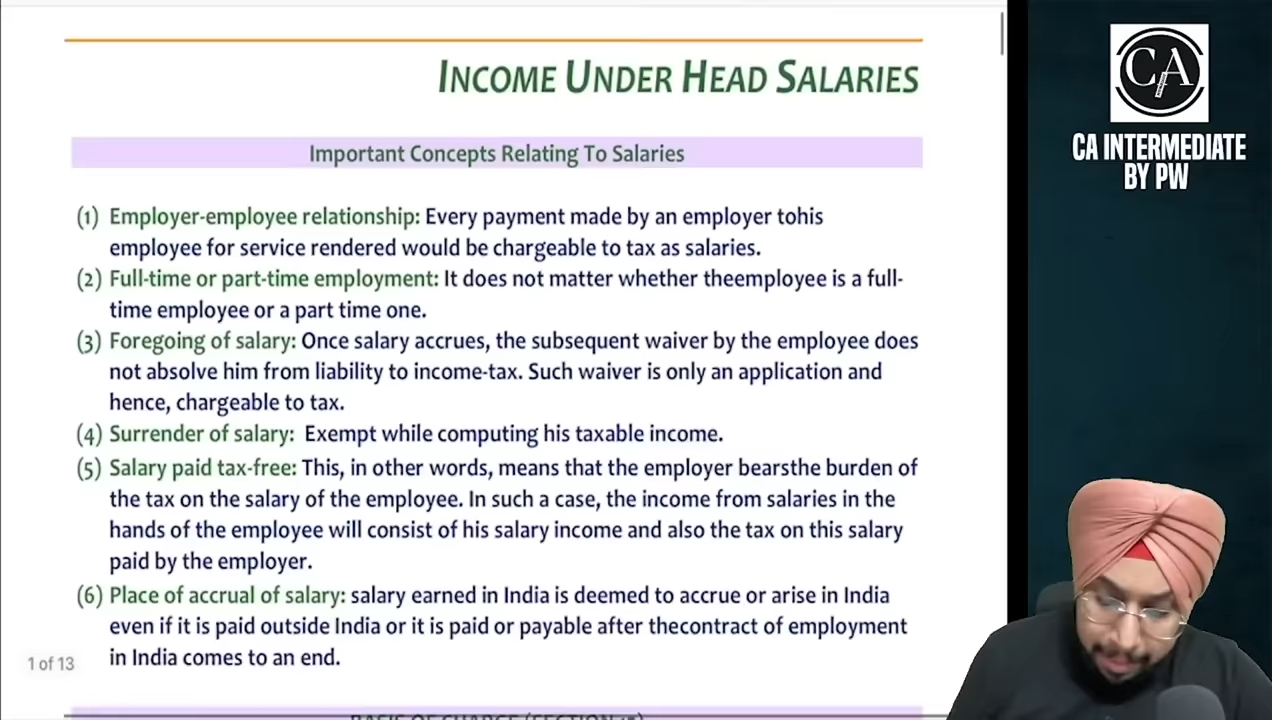 INCOME UNDER HEAD SALARIES
Important Concepts Relating To Salaries
(1) Employer-employee relationship: Every payment made by an employer tohis
employee for service rendered would be chargeable to tax as salaries.
(2) Full-time or part-time employment: It does not matter whether theemployee is a full-
time employee or a part time one.
(3) Foregoing of salary: Once salary accrues, the subsequent waiver by the employee does
not absolve him from liability to income-tax. Such waiver is only an application and
hence, chargeable to tax.
(4) Surrender of salary: Exempt while computing his taxable income.
(5) Salary paid tax-free: This, in other words, means that the employer bearsthe burden of
the tax on the salary of the employee. In such a case, the income from salaries in the
hands of the employee will consist of his salary income and also the tax on this salary
paid by the employer.
(6) Place of accrual of salary: salary earned in India is deemed to accrue or arise in India
even if it is paid outside India or it is paid or payable after thecontract of employment
in India comes to an end.
1 of 13
BASIS OF CHARGE (SECTION
CA
CA INTERMEDIATE
BY PW